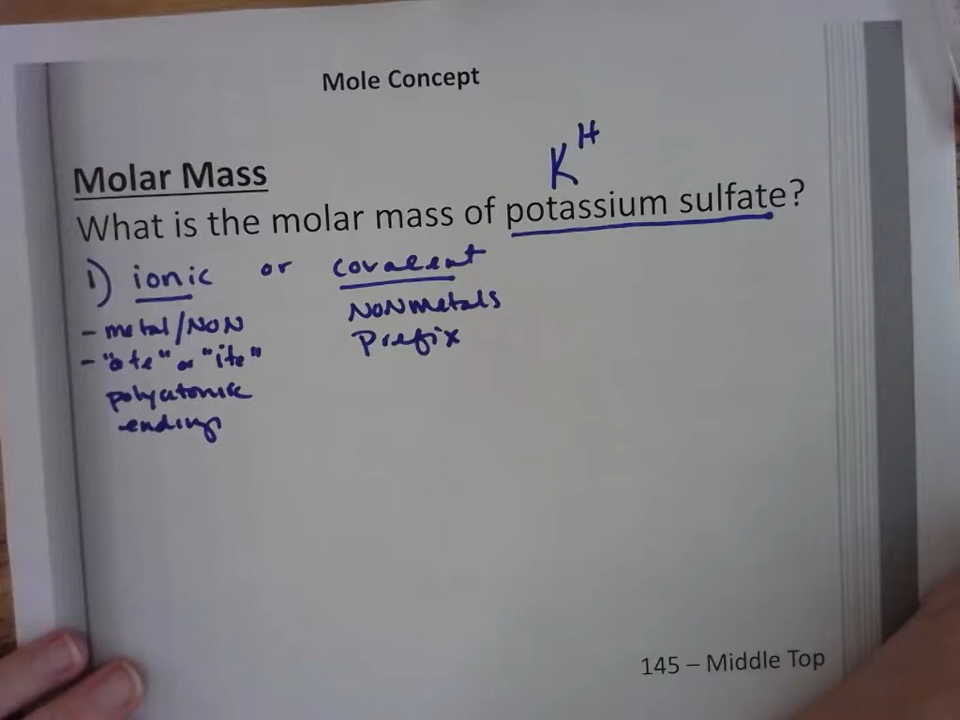 Mole Concept
Molar Mass
K H
What is the molar mass of potassium sulfate?
1) ionic or covalent
- metal/NON
NONmetals
- "ate" or "ite"
Prefix
polyatomic
endings
145 – Middle Top